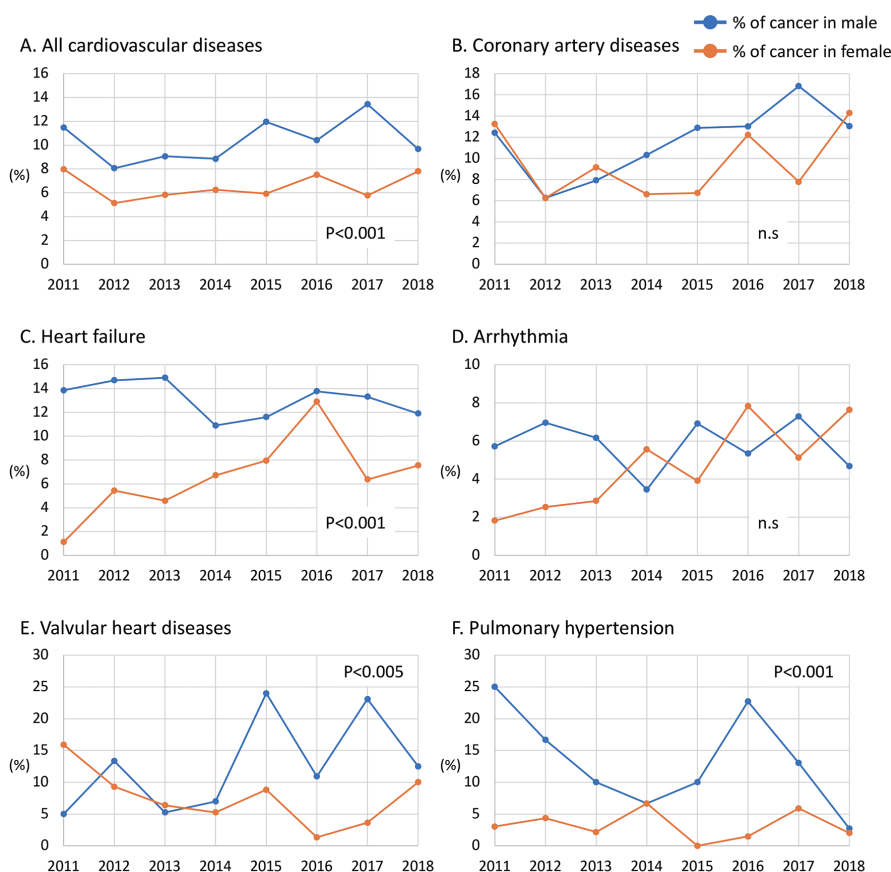 % of cancer in male
% of cancer in female
A. All cardiovascular diseases
16
14
12
10
8
6
4
2
0
(%)
P<0.001
2011 2012 2013 2014 2015 2016 2017 2018
B. Coronary artery diseases
18
16
14
12
10
8
6
4
2
0
(%)
n.s
2011 2012 2013 2014 2015 2016 2017 2018
C. Heart failure
16
14
12
10
8
6
4
2
0
(%)
P<0.001
2011 2012 2013 2014 2015 2016 2017 2018
D. Arrhythmia
10
8
6
4
2
0
(%)
n.s
2011 2012 2013 2014 2015 2016 2017 2018
E. Valvular heart diseases
30
25
20
15
10
5
0
(%)
P<0.005
2011 2012 2013 2014 2015 2016 2017 2018
F. Pulmonary hypertension
30
25
20
15
10
5
0
(%)
P<0.001
2011 2012 2013 2014 2015 2016 2017 2018